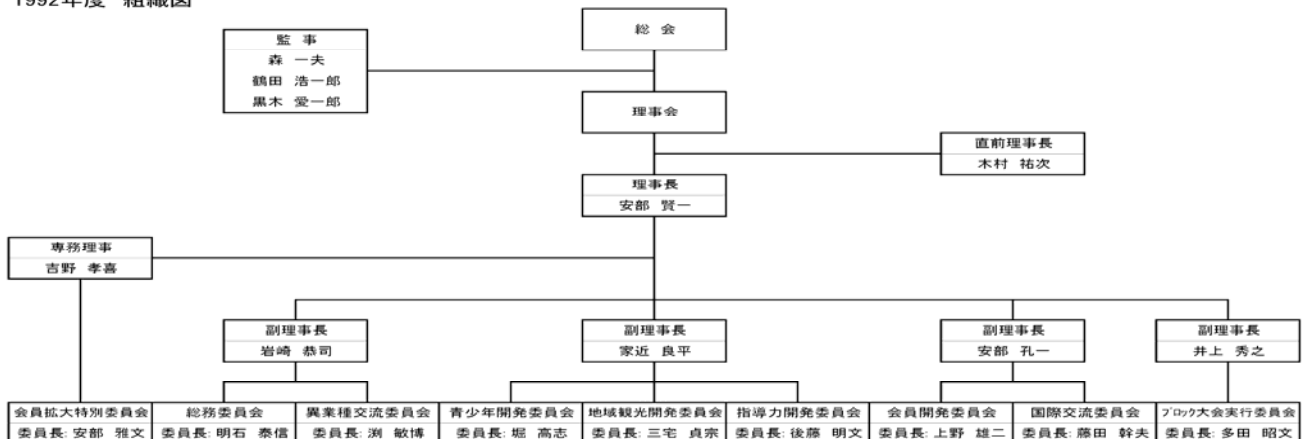 1992年度 組織図
総 会
監 事
森 一夫
鶴田 浩一郎
黒木 愛一郎
理事会
直前理事長
木村 祐次
理事長
安部 賢一
専務理事
吉野 孝喜
副理事長
岩崎 恭司
副理事長
家近 良平
副理事長
安部 孔一
副理事長
井上 秀之
会員拡大特別委員会
委員長: 安部 雅文
総務委員会
委員長: 明石 泰信
異業種交流委員会
委員長: 渕 敏博
青少年開発委員会
委員長: 堀 高志
地域観光開発委員会
委員長: 三宅 貞宗
指導力開発委員会
委員長: 後藤 明文
会員開発委員会
委員長: 上野 雄二
国際交流委員会
委員長: 藤田 幹夫
ブロック大会実行委員会
委員長: 多田 昭文